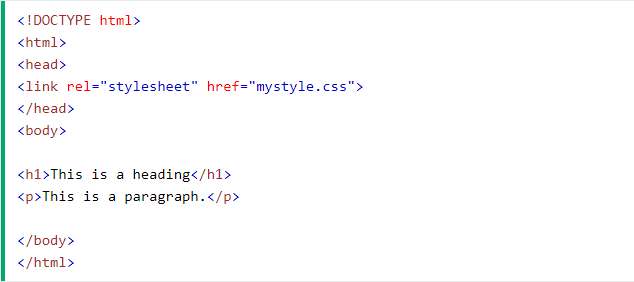 <!DOCTYPE html>
<html>
<head>
<link rel="stylesheet" href="mystyle.css">
</head>
<body>

<h1>This is a heading</h1>
<p>This is a paragraph.</p>

</body>
</html>